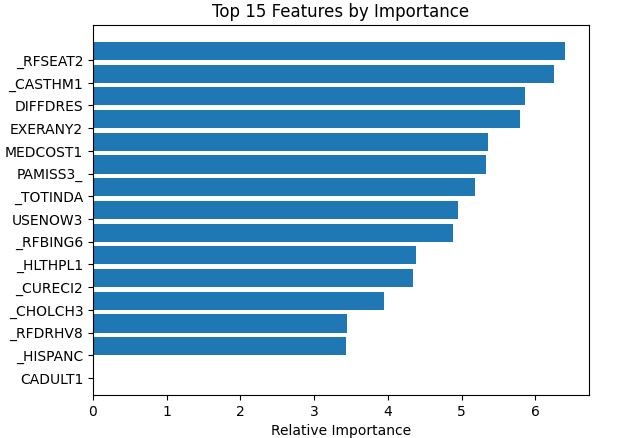 Top 15 Features by Importance
_RFSEAT2
_CASTHM1
DIFFDRES
EXERANY2
MEDCOST1
PAMISS3_
_TOTINDA
USENOW3
_RFBING6
_HLTHPL1
_CURECI2
_CHOLCH3
_RFDRHV8
_HISPANC
CADULT1
0 1 2 3 4 5 6
Relative Importance